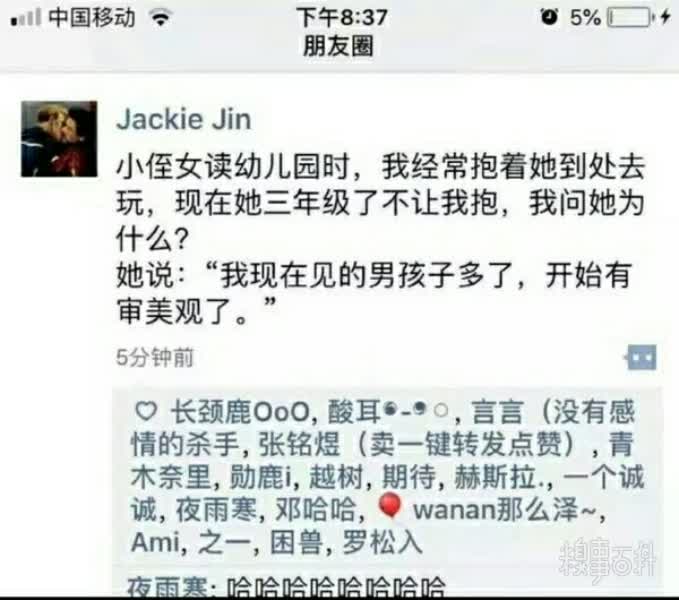 中国移动 下午8:37 5%
朋友圈
Jackie Jin
小侄女读幼儿园时，我经常抱着她到处去
玩，现在她三年级了不让我抱，我问她为
什么？
她说：“我现在见的男孩子多了，开始有
审美观了。”
5分钟前
♡ 长颈鹿OoO, 酸耳◕-◕○, 言言（没有感
情的杀手, 张铭煜（卖一键转发点赞）, 青
木奈里, 勋鹿i, 越树, 期待, 赫斯拉., 一个诚
诚, 夜雨寒, 邓哈哈, 🎈 wanan那么泽~,
Ami, 之一, 困兽, 罗松入
夜雨寒: 哈哈哈哈哈哈哈哈
糗事百科